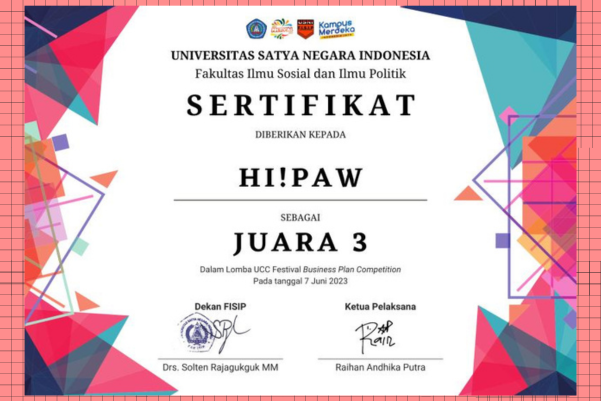 Kampus
Merdeka
UNIVERSITAS SATYA NEGARA INDONESIA
Fakultas Ilmu Sosial dan Ilmu Politik
SERTIFIKAT
DIBERIKAN KEPADA
HI!PAW
SEBAGAI
JUARA 3
Dalam Lomba UCC Festival Business Plan Competition
Pada tanggal 7 Juni 2023
Dekan FISIP
Ketua Pelaksana
Drs. Solten Rajagukguk MM
Raihan Andhika Putra